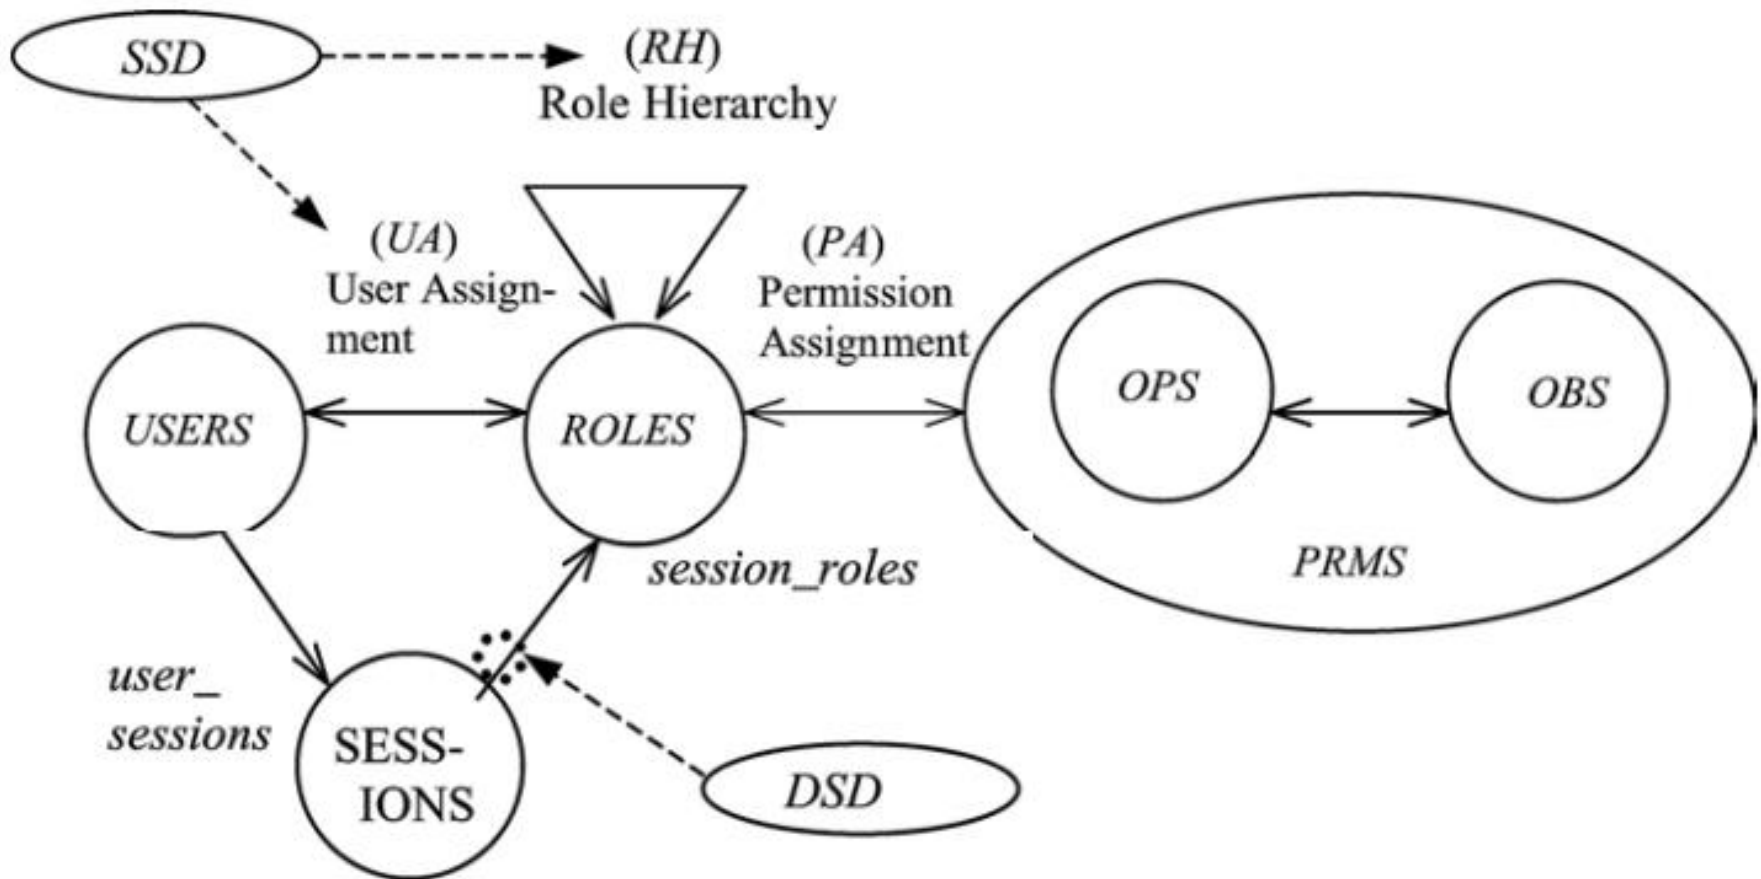 SSD
(RH)
Role Hierarchy
(UA)
User Assign-
ment
(PA)
Permission
Assignment
USERS
ROLES
OPS
OBS
PRMS
session_roles
user_
sessions
SESS-
IONS
DSD